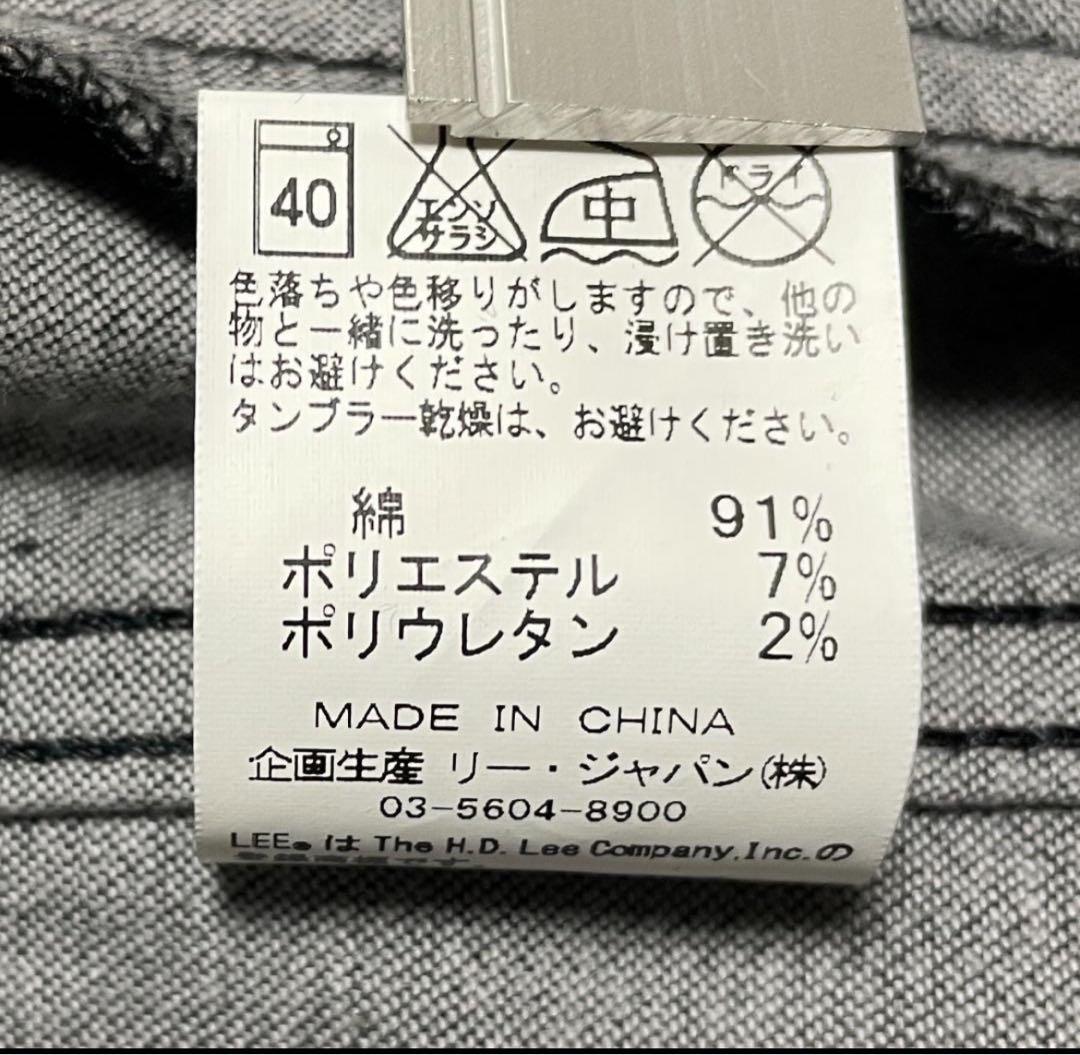 40
エンソ
サラシ
中
ドライ
色落ちや色移りがしますので、他の
物と一緒に洗ったり、浸け置き洗い
はお避けください。
タンブラー乾燥は、お避けください。
綿 91%
ポリエステル 7%
ポリウレタン 2%
MADE IN CHINA
企画生産 リー・ジャパン(株)
03-5604-8900
LEE®は The H.D. Lee Company,Inc.の